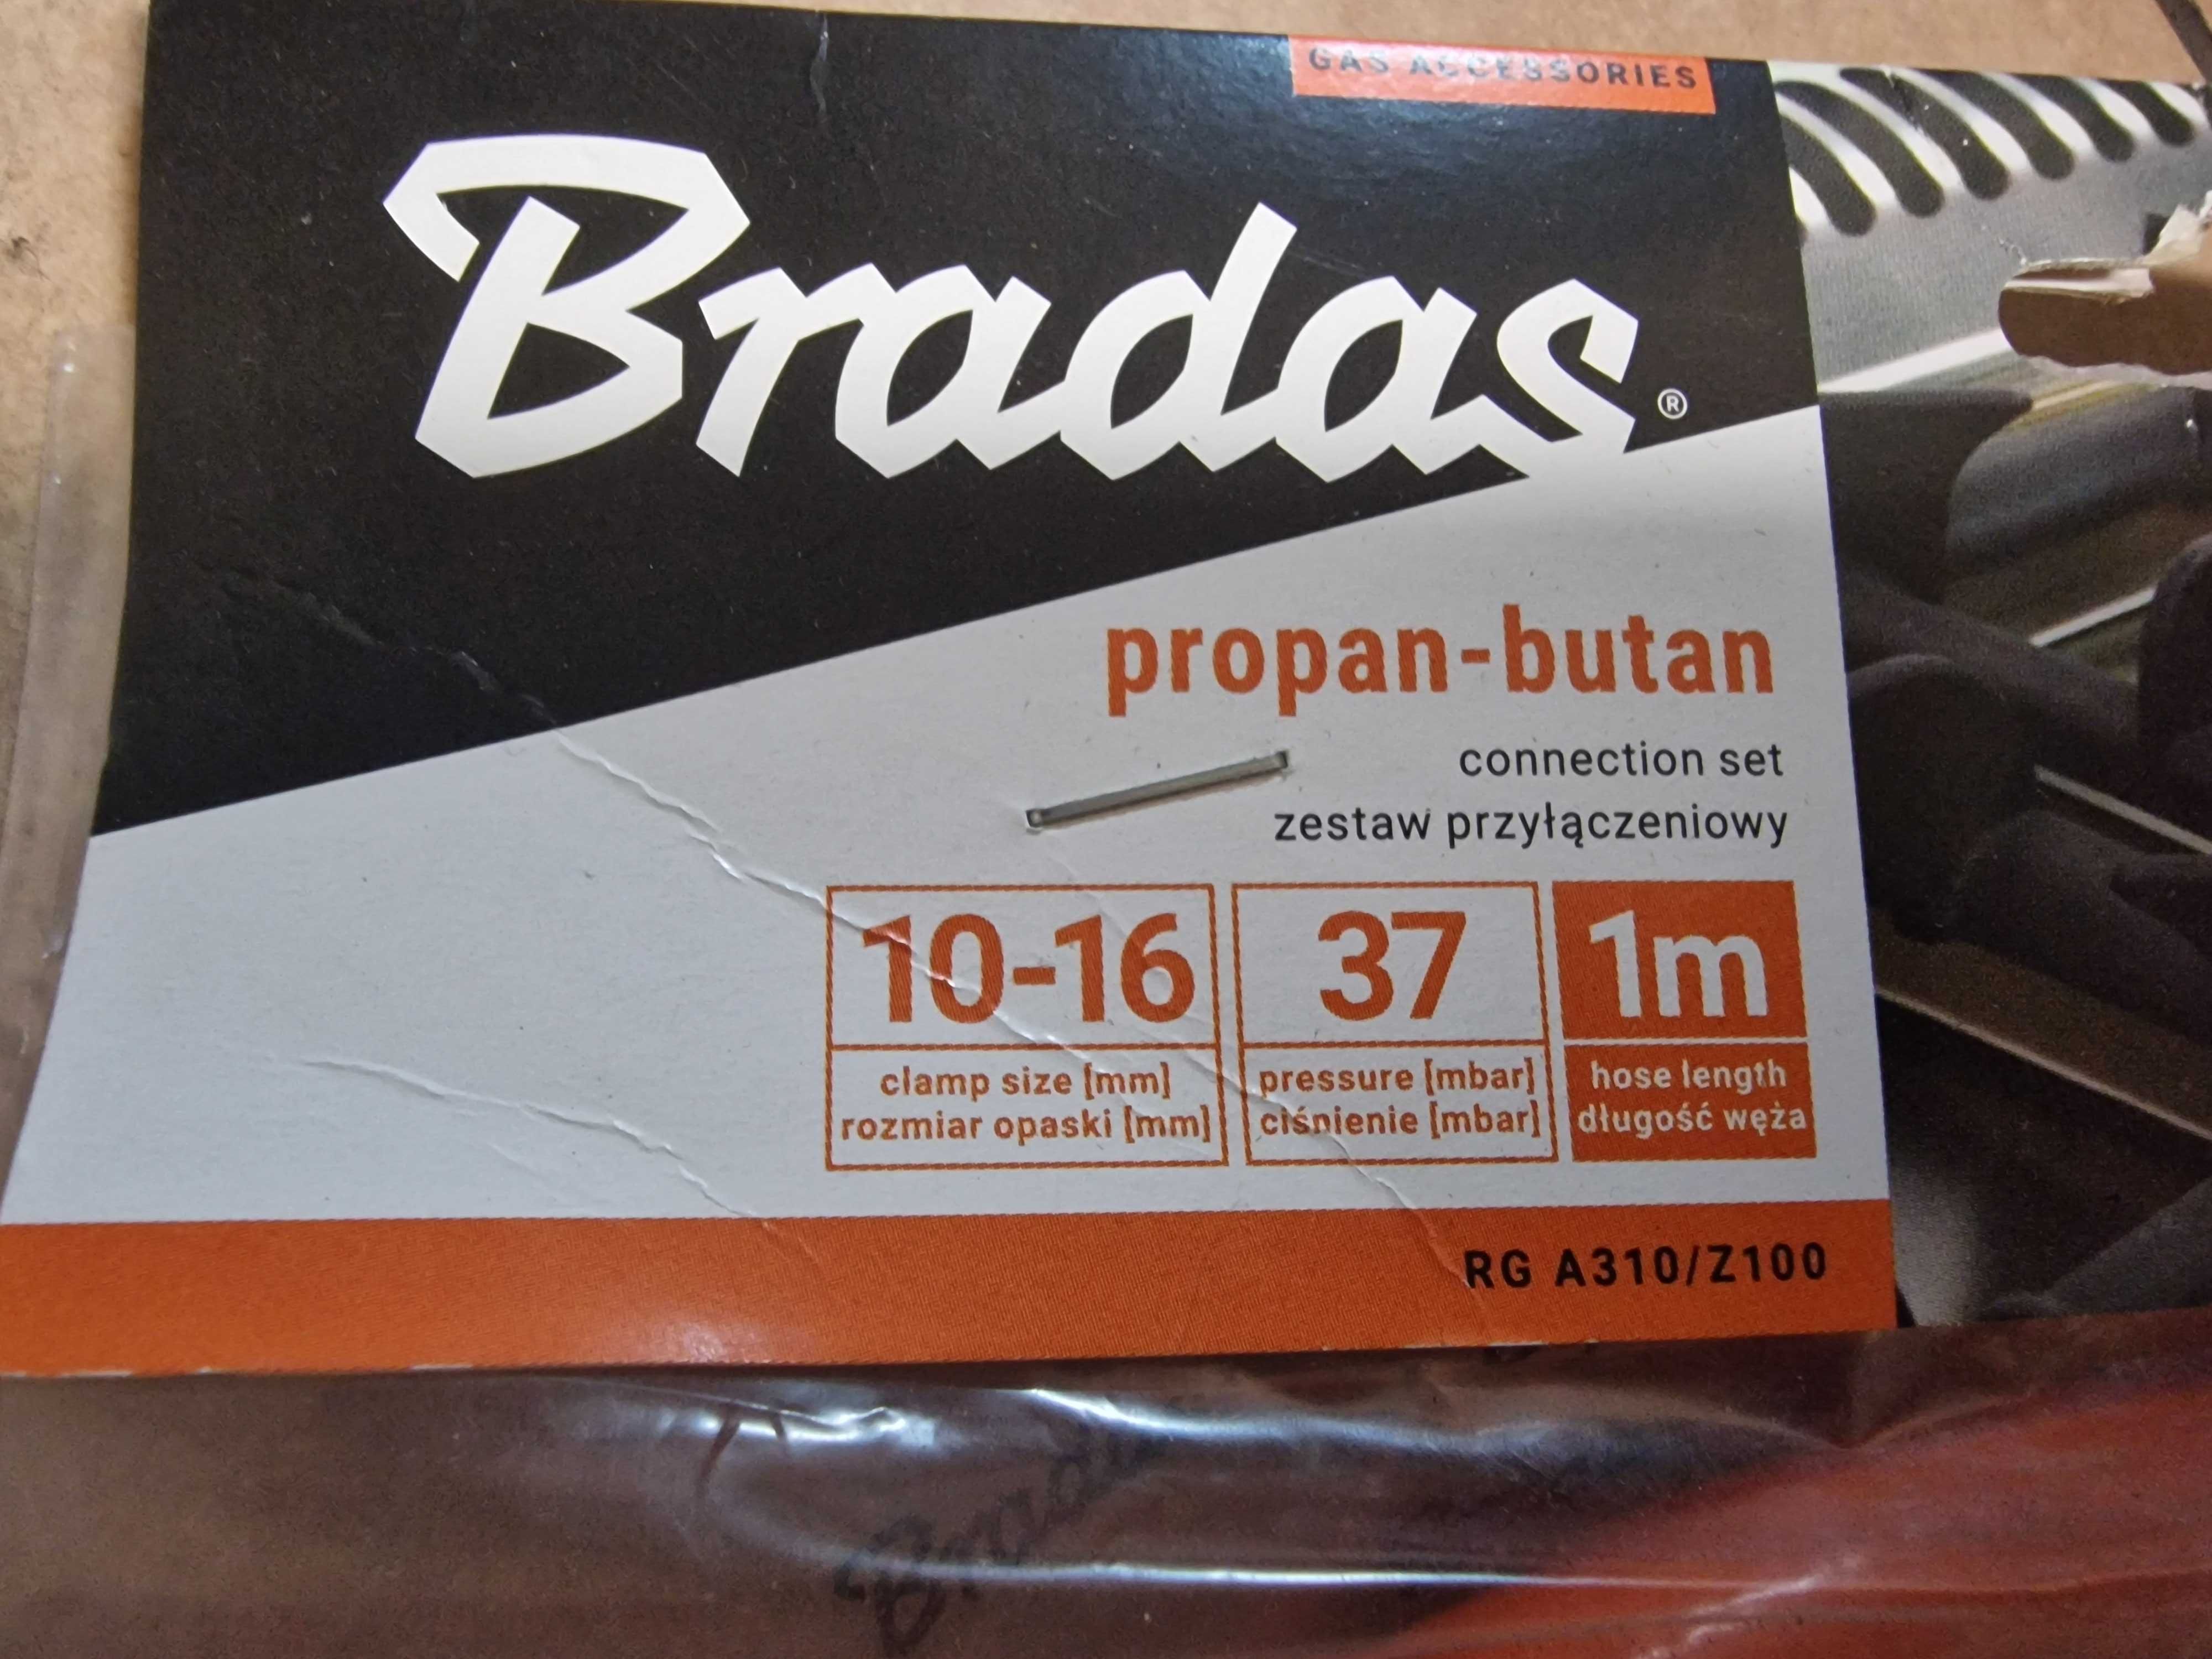 GAS ACCESSORIES
Bradas®
propan-butan
connection set
zestaw przyłączeniowy
10-16
clamp size [mm]
rozmiar opaski [mm]
37
pressure [mbar]
ciśnienie [mbar]
1m
hose length
długość węża
RG A310/Z100
Bradas